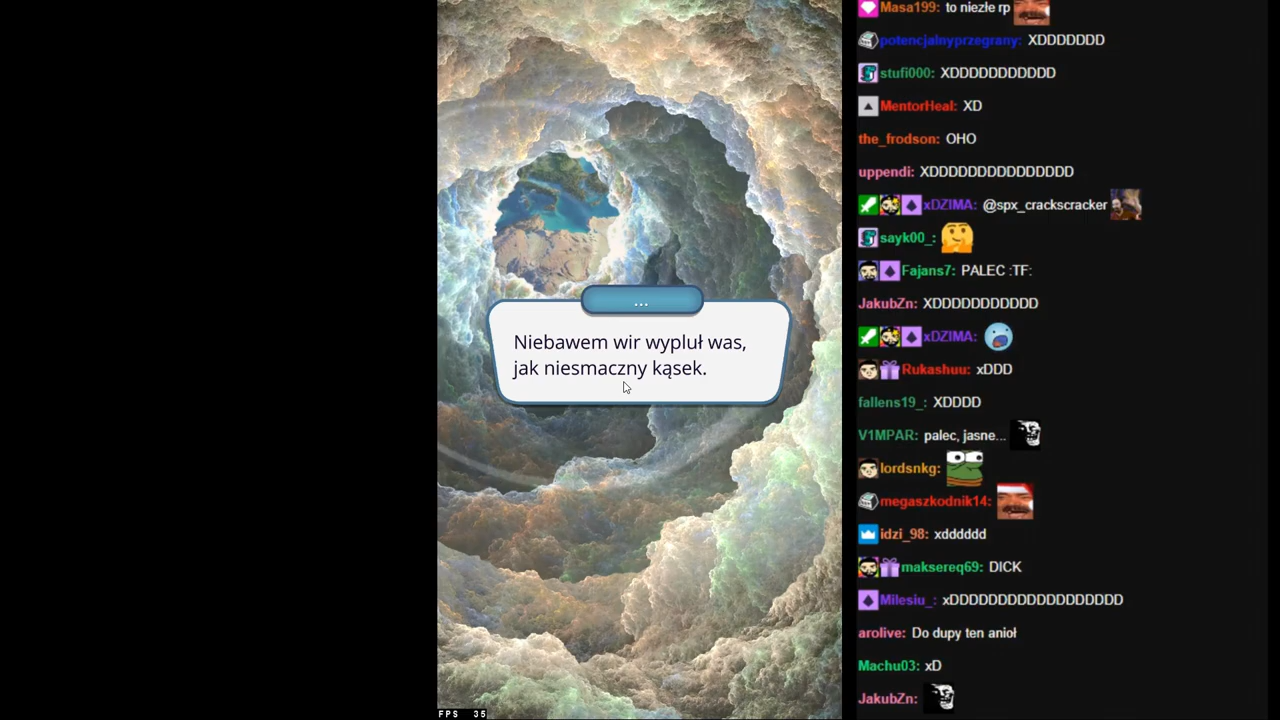 ...
Niebawem wir wypluł was,
jak niesmaczny kąsek.
FPS 35
Masa199: to niezłe rp
potencjalnyprzegrany: XDDDDDDD
stufi000: XDDDDDDDDDDD
MentorHeal: XD
the_frodson: OHO
uppendi: XDDDDDDDDDDDDDDD
xDZIMA: @spx_crackscracker
sayk00_:
Fajans7: PALEC :TF:
JakubZn: XDDDDDDDDDDD
xDZIMA:
Rukashuu: xDDD
fallens19_: XDDDD
V1MPAR: palec, jasne...
lordsnkg:
megaszkodnik14:
idzi_98: xdddddd
maksereq69: DICK
Milesiu_: xDDDDDDDDDDDDDDDDDD
arolive: Do dupy ten anioł
Machu03: xD
JakubZn: